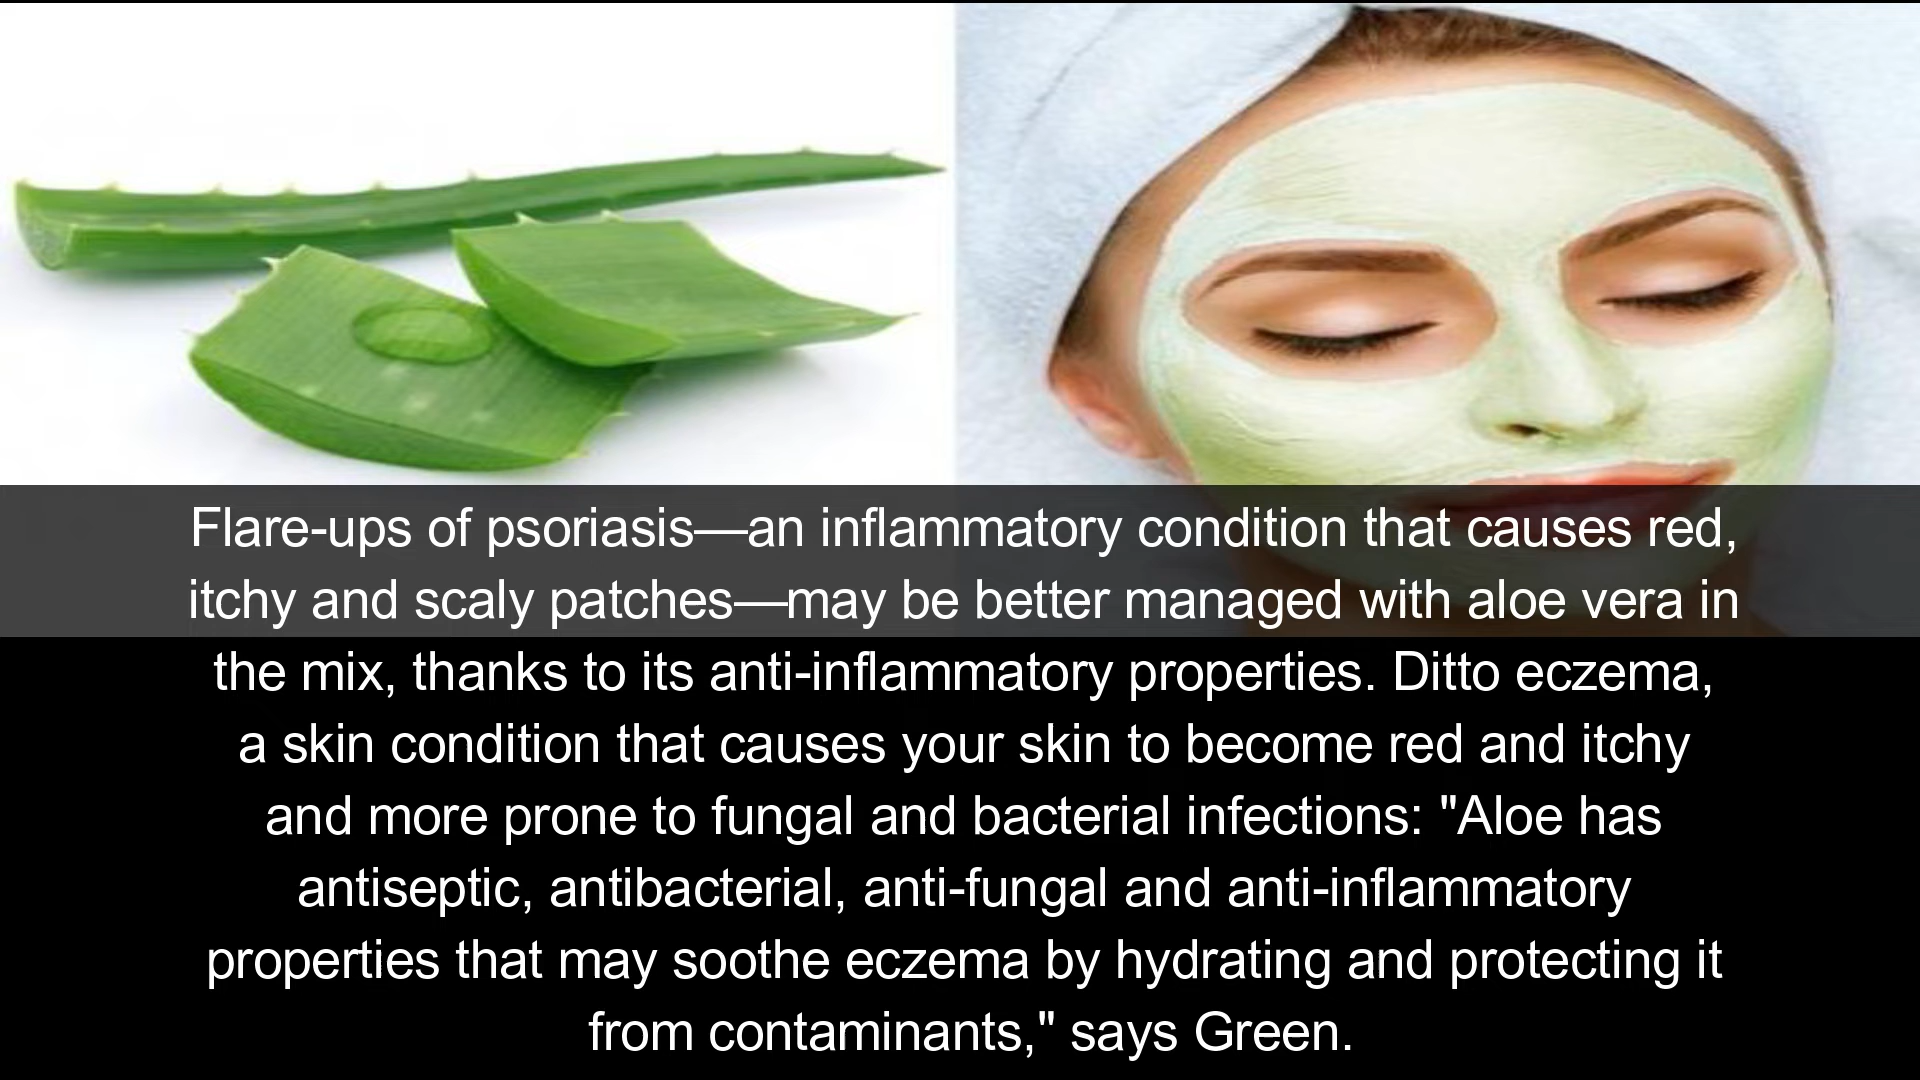 Flare-ups of psoriasis—an inflammatory condition that causes red,
itchy and scaly patches—may be better managed with aloe vera in
the mix, thanks to its anti-inflammatory properties. Ditto eczema,
a skin condition that causes your skin to become red and itchy
and more prone to fungal and bacterial infections: "Aloe has
antiseptic, antibacterial, anti-fungal and anti-inflammatory
properties that may soothe eczema by hydrating and protecting it
from contaminants," says Green.